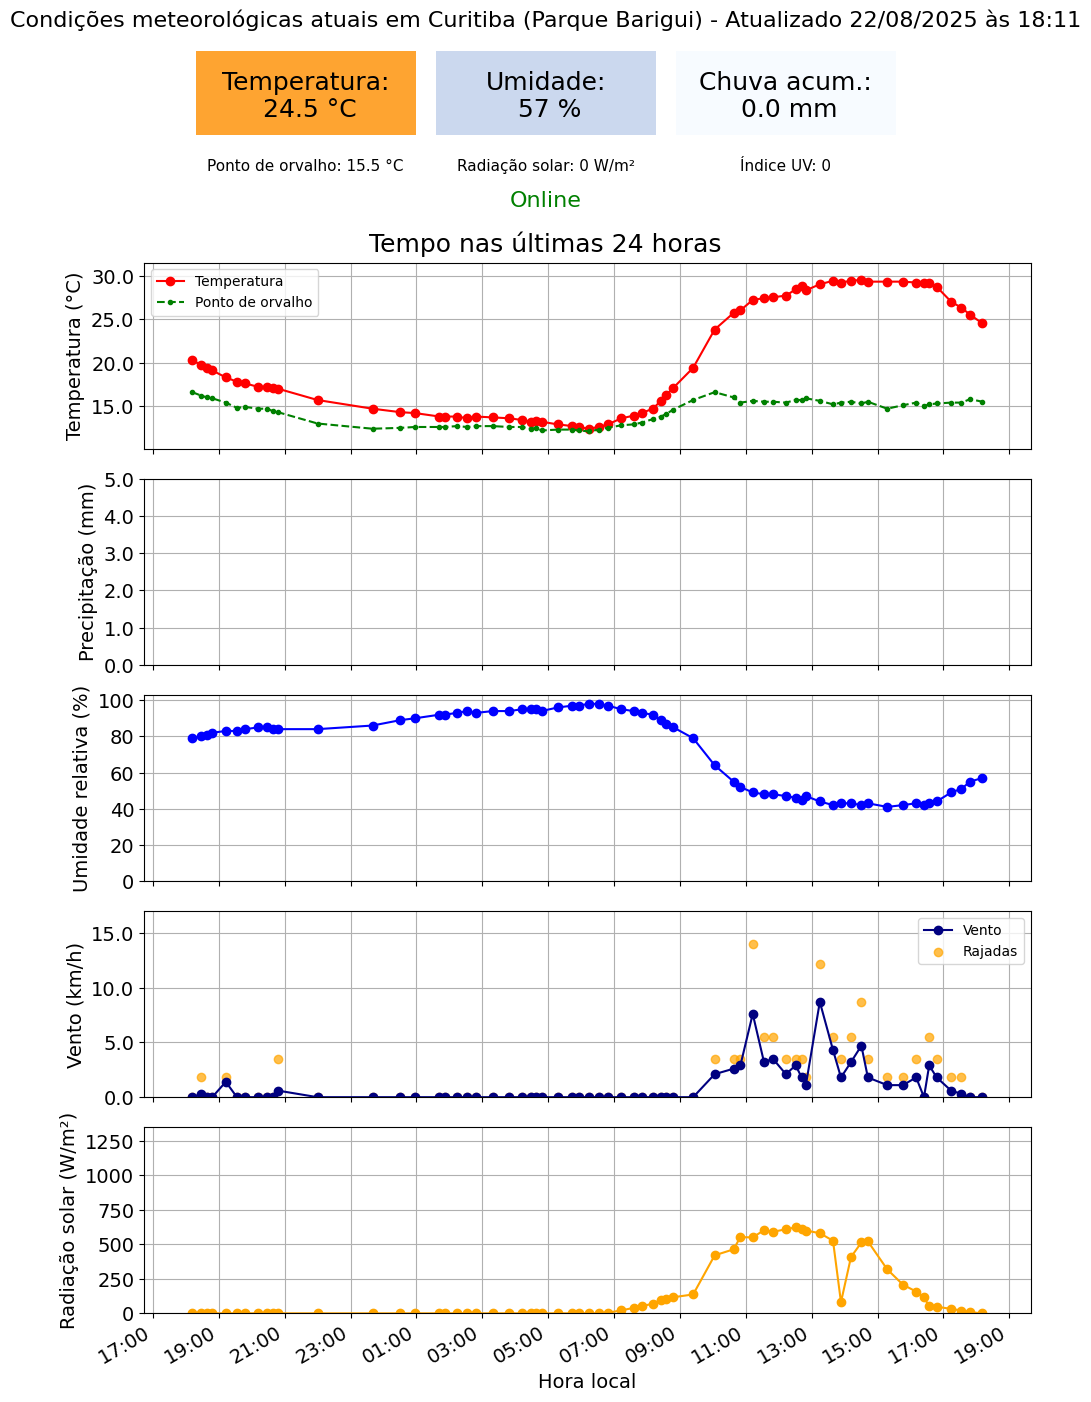 Condições meteorológicas atuais em Curitiba (Parque Barigui) - Atualizado 22/08/2025 às 18:11
Temperatura:
24.5 °C
Umidade:
57 %
Chuva acum.:
0.0 mm
Ponto de orvalho: 15.5 °C
Radiação solar: 0 W/m²
Índice UV: 0
Online
Tempo nas últimas 24 horas
Temperatura (°C)
30.0
25.0
20.0
15.0
Temperatura
Ponto de orvalho
Precipitação (mm)
5.0
4.0
3.0
2.0
1.0
0.0
Umidade relativa (%)
100
80
60
40
20
0
Vento (km/h)
15.0
10.0
5.0
0.0
Vento
Rajadas
Radiação solar (W/m²)
1250
1000
750
500
250
0
17:00
19:00
21:00
23:00
01:00
03:00
05:00
07:00
09:00
11:00
13:00
15:00
17:00
19:00
Hora local